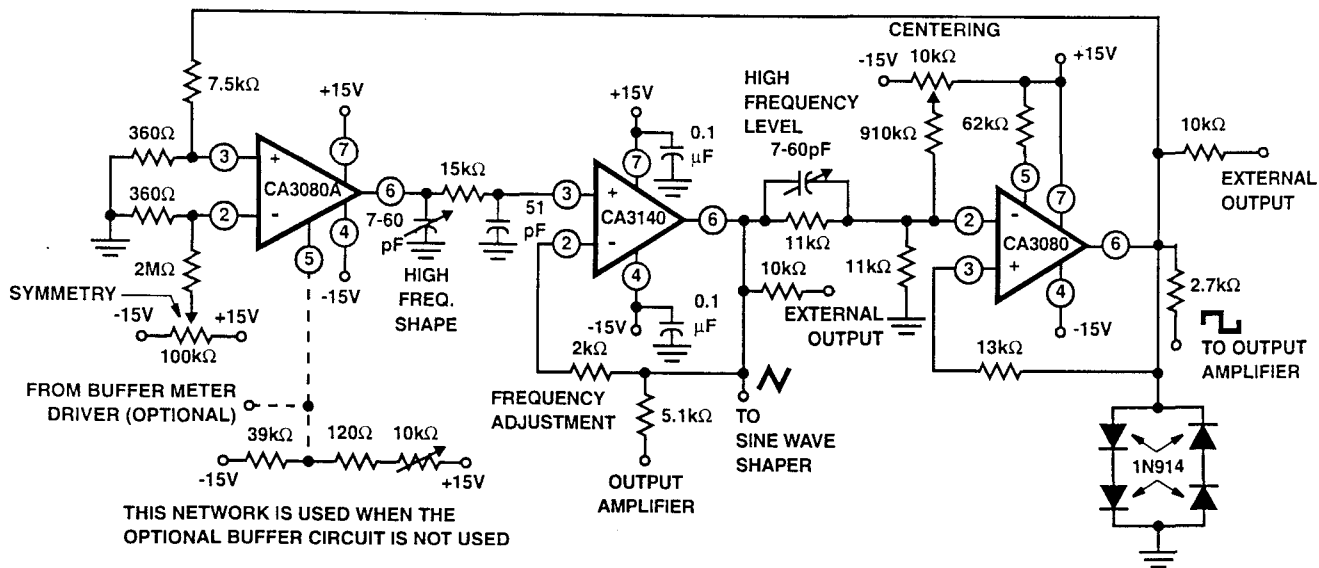 CENTERING
-15V
10kΩ
+15V
7.5kΩ
+15V
+15V
0.1
µF
HIGH
FREQUENCY
LEVEL
7-60pF
910kΩ
62kΩ
10kΩ
EXTERNAL
OUTPUT
360Ω
3
+
7
CA3080A
6
15kΩ
360Ω
2
-
4
5
7-60
pF
51
pF
3
+
7
CA3140
6
2
-
4
11kΩ
11kΩ
5
2
-
7
CA3080
6
3
+
4
-15V
2MΩ
-15V
HIGH
FREQ.
SHAPE
0.1
µF
-15V
10kΩ
EXTERNAL
OUTPUT
2.7kΩ
TO OUTPUT
AMPLIFIER
SYMMETRY
-15V
+15V
100kΩ
2kΩ
13kΩ
FROM BUFFER METER
DRIVER (OPTIONAL)
FREQUENCY
ADJUSTMENT
5.1kΩ
TO
SINE WAVE
SHAPER
39kΩ
120Ω
10kΩ
-15V
+15V
OUTPUT
AMPLIFIER
1N914
THIS NETWORK IS USED WHEN THE
OPTIONAL BUFFER CIRCUIT IS NOT USED